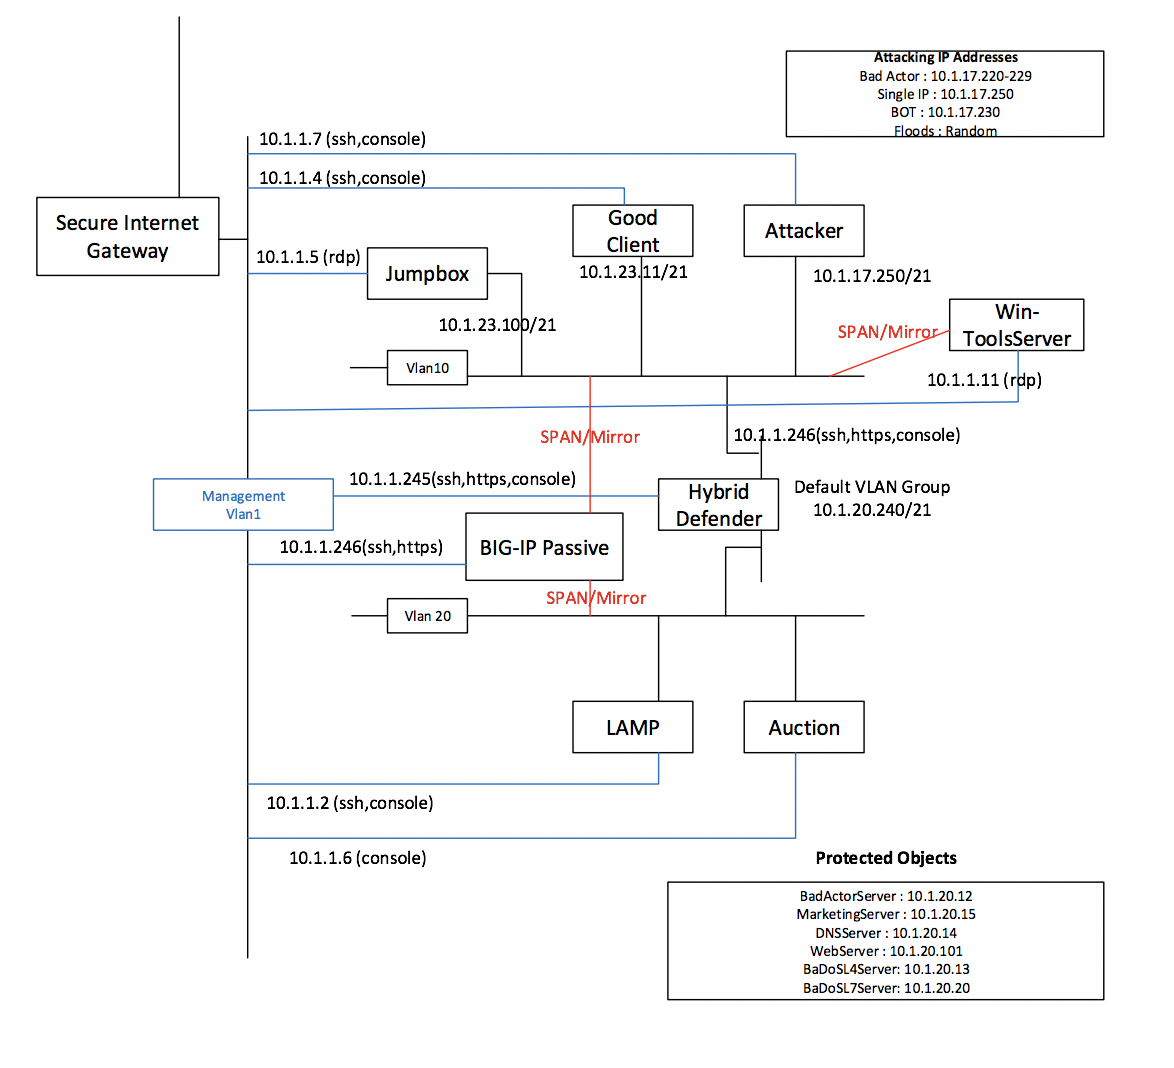 Attacking IP Addresses
Bad Actor : 10.1.17.220-229
Single IP : 10.1.17.250
BOT : 10.1.17.230
Floods : Random
10.1.1.7 (ssh,console)
10.1.1.4 (ssh,console)
Secure Internet
Gateway
Good
Client
Attacker
10.1.1.5 (rdp)
Jumpbox
10.1.23.11/21
10.1.17.250/21
10.1.23.100/21
SPAN/Mirror
Win-
ToolsServer
Vlan10
10.1.1.11 (rdp)
SPAN/Mirror
10.1.1.246(ssh,https,console)
10.1.1.245(ssh,https,console)
Management
Vlan1
Hybrid
Defender
Default VLAN Group
10.1.20.240/21
10.1.1.246(ssh,https)
BIG-IP Passive
SPAN/Mirror
Vlan 20
LAMP
Auction
10.1.1.2 (ssh,console)
10.1.1.6 (console)
Protected Objects
BadActorServer : 10.1.20.12
MarketingServer : 10.1.20.15
DNSServer : 10.1.20.14
WebServer : 10.1.20.101
BaDoSL4Server: 10.1.20.13
BaDoSL7Server: 10.1.20.20